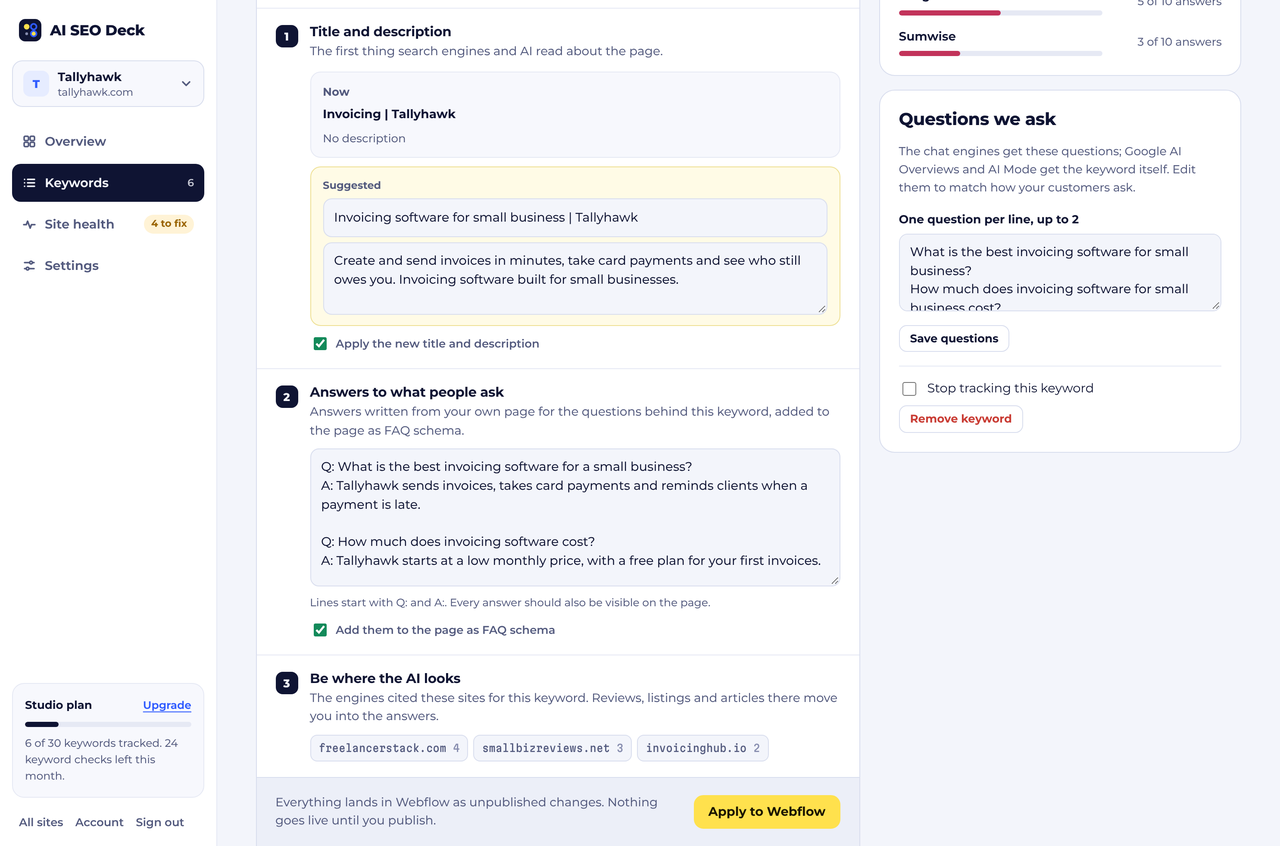 AI SEO Deck
T
Tallyhawk
tallyhawk.com
Overview
Keywords 6
Site health 4 to fix
Settings
Studio plan Upgrade
6 of 30 keywords tracked. 24
keyword checks left this
month.
All sites Account Sign out
1 Title and description
The first thing search engines and AI read about the page.
Now
Invoicing | Tallyhawk
No description
Suggested
Invoicing software for small business | Tallyhawk
Create and send invoices in minutes, take card payments and see who still
owes you. Invoicing software built for small businesses.
Apply the new title and description
2 Answers to what people ask
Answers written from your own page for the questions behind this keyword, added to
the page as FAQ schema.
Q: What is the best invoicing software for a small business?
A: Tallyhawk sends invoices, takes card payments and reminds clients when a
payment is late.
Q: How much does invoicing software cost?
A: Tallyhawk starts at a low monthly price, with a free plan for your first invoices.
Lines start with Q: and A:. Every answer should also be visible on the page.
Add them to the page as FAQ schema
3 Be where the AI looks
The engines cited these sites for this keyword. Reviews, listings and articles there move
you into the answers.
freelancerstack.com 4 smallbizreviews.net 3 invoicinghub.io 2
Everything lands in Webflow as unpublished changes. Nothing
goes live until you publish.
Apply to Webflow
5 of 10 answers
Sumwise 3 of 10 answers
Questions we ask
The chat engines get these questions; Google AI
Overviews and AI Mode get the keyword itself. Edit
them to match how your customers ask.
One question per line, up to 2
What is the best invoicing software for small
business?
How much does invoicing software for small
business cost?
Save questions
Stop tracking this keyword
Remove keyword